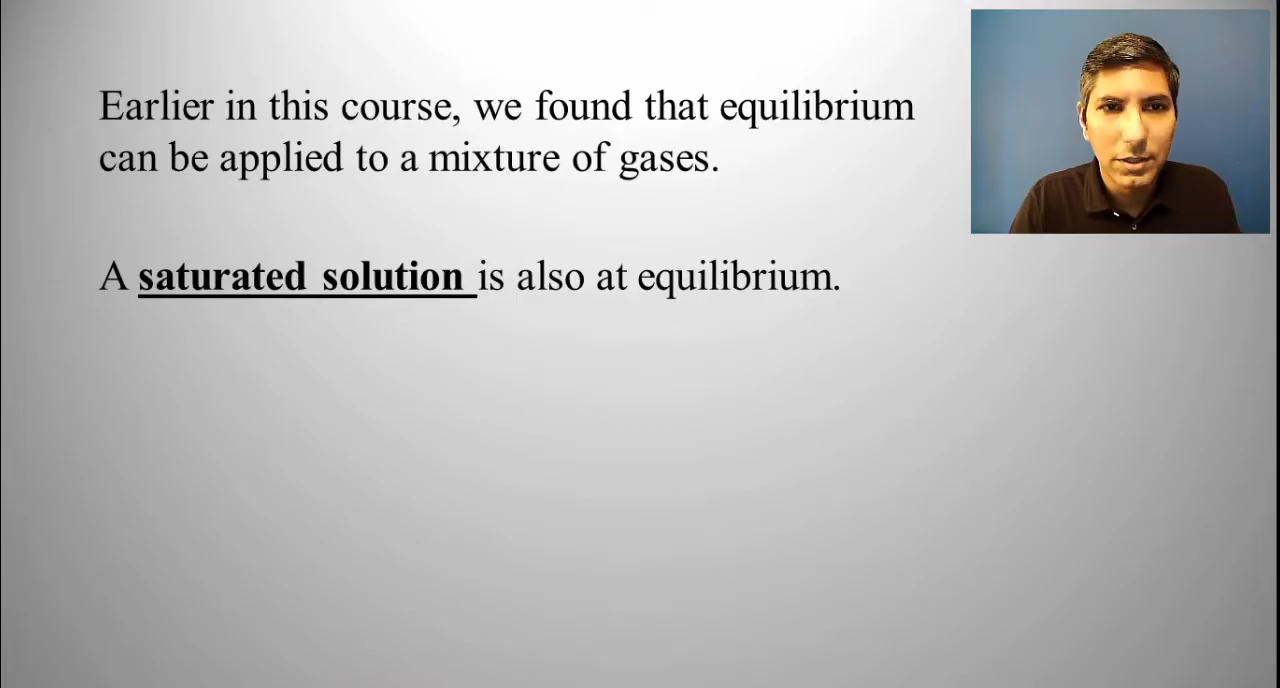 Earlier in this course, we found that equilibrium
can be applied to a mixture of gases.
A saturated solution is also at equilibrium.